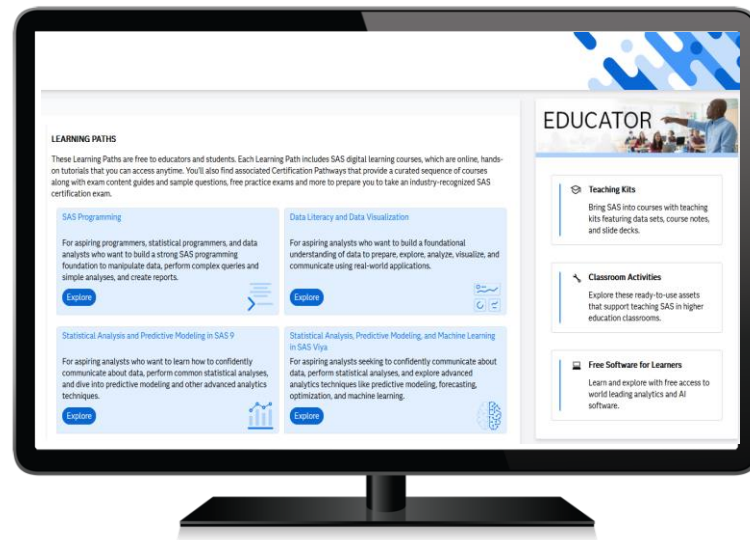 LEARNING PATHS
These Learning Paths are free to educators and students. Each Learning Path includes SAS digital learning courses, which are online, hands-
on tutorials that you can access anytime. You'll also find associated Certification Pathways that provide a curated sequence of courses
along with exam content guides and sample questions, free practice exams and more to prepare you to take an industry-recognized SAS
certification exam.
SAS Programming
For aspiring programmers, statistical programmers, and data
analysts who want to build a strong SAS programming
foundation to manipulate data, perform complex queries and
simple analyses, and create reports.
Explore
Data Literacy and Data Visualization
For aspiring analysts who want to build a foundational
understanding of data to prepare, explore, analyze, visualize, and
communicate using real-world applications.
Explore
Statistical Analysis and Predictive Modeling in SAS 9
For aspiring analysts who want to learn how to confidently
communicate about data, perform common statistical analyses,
and dive into predictive modeling and other advanced analytics
techniques.
Explore
Statistical Analysis, Predictive Modeling, and Machine Learning
in SAS Viya
For aspiring analysts seeking to confidently communicate about
data, perform statistical analyses, and explore advanced
analytics techniques like predictive modeling, forecasting,
optimization, and machine learning.
Explore
EDUCATOR
Teaching Kits
Bring SAS into courses with teaching
kits featuring data sets, course notes,
and slide decks.
Classroom Activities
Explore these ready-to-use assets
that support teaching SAS in higher
education classrooms.
Free Software for Learners
Learn and explore with free access to
world leading analytics and AI
software.